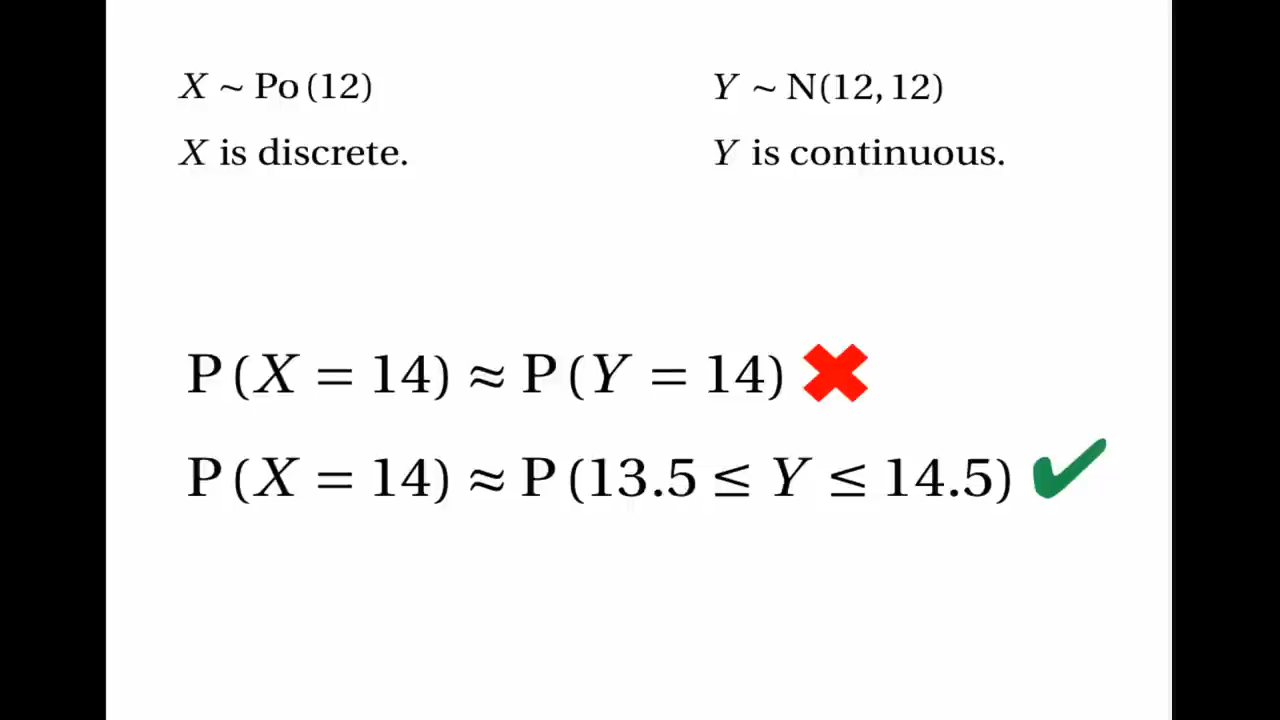 X ~ Po (12)
X is discrete.
Y ~ N(12, 12)
Y is continuous.
P (X = 14) ≈ P (Y = 14)
P (X = 14) ≈ P (13.5 ≤ Y ≤ 14.5)